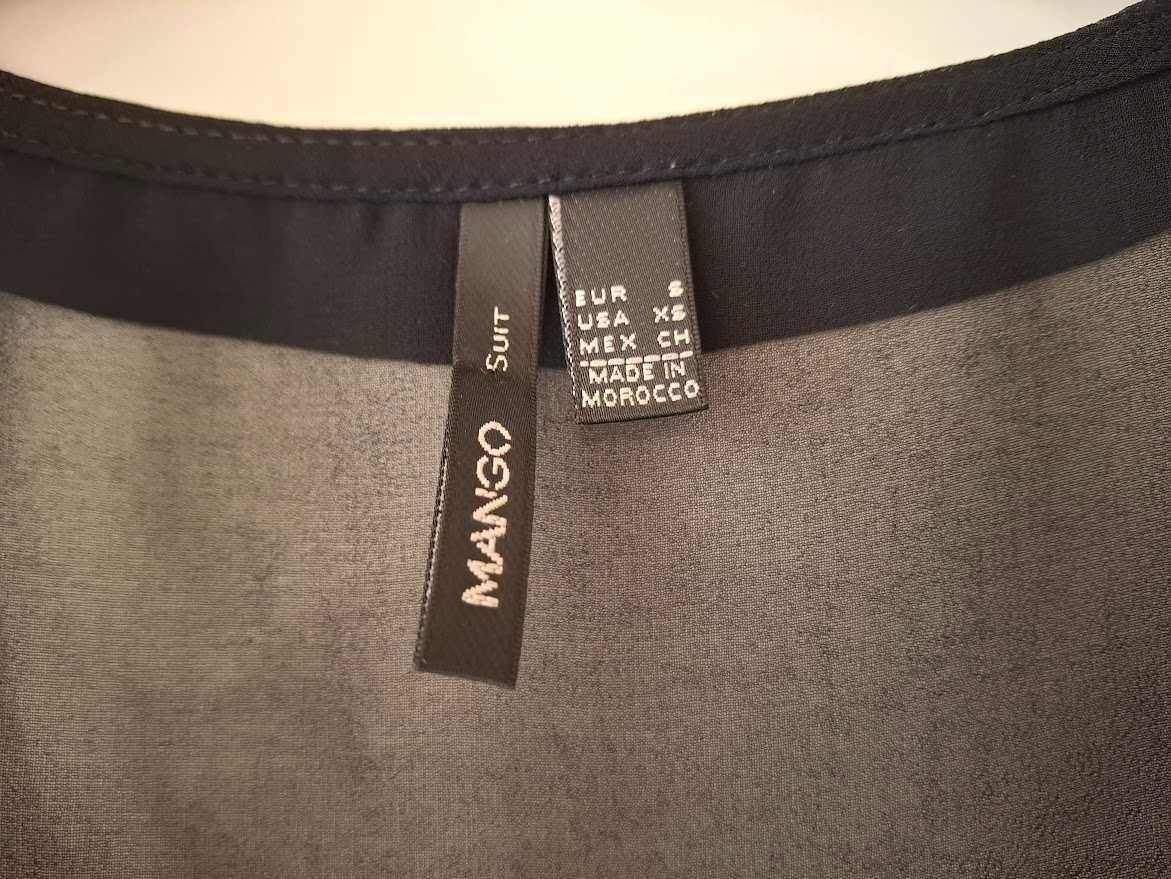 MANGO SUIT
EUR S
USA XS
MEX CH
MADE IN
MOROCCO